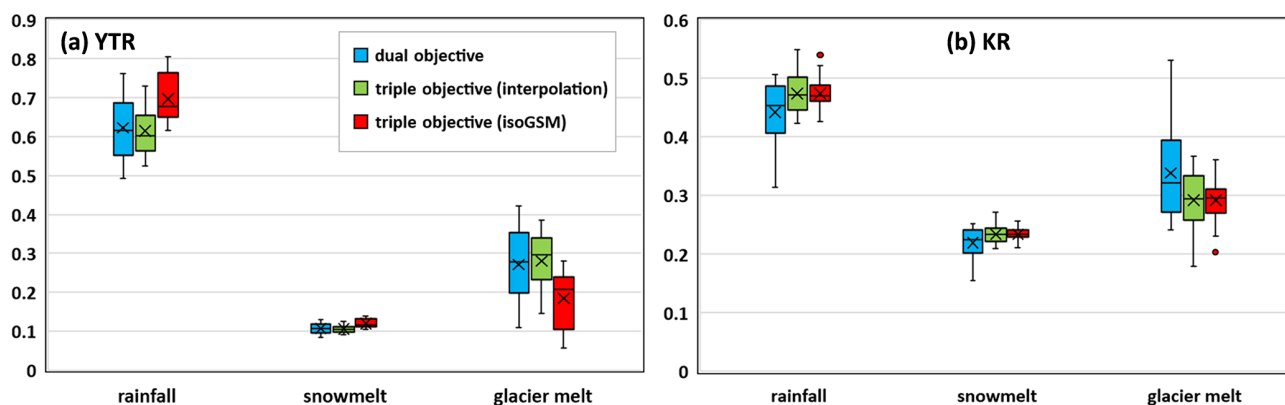 (a) YTR
dual objective
triple objective (interpolation)
triple objective (isoGSM)
0.9
0.8
0.7
0.6
0.5
0.4
0.3
0.2
0.1
0
rainfall snowmelt glacier melt
(b) KR
0.6
0.5
0.4
0.3
0.2
0.1
0
rainfall snowmelt glacier melt